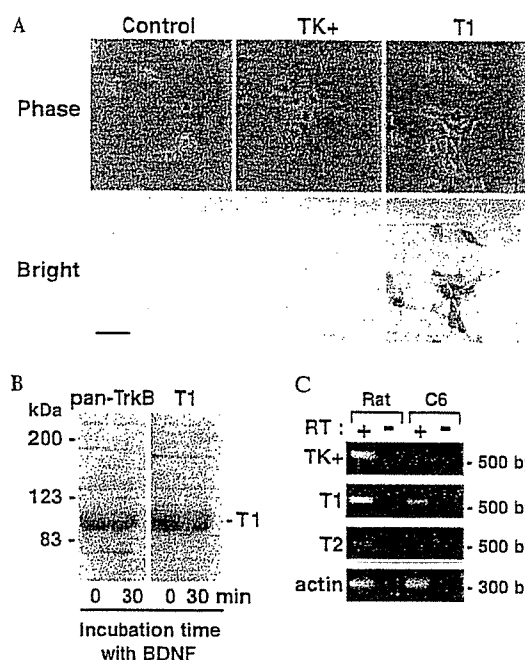 A
Control TK+ T1
Phase
Bright
B
pan-TrkB T1
kDa
200 -
123 -
83 -
-T1
0 30 0 30 min
Incubation time
with BDNF
C
Rat C6
RT : + - + -
TK+ - 500 b
T1 - 500 b
T2 - 500 b
actin - 300 b